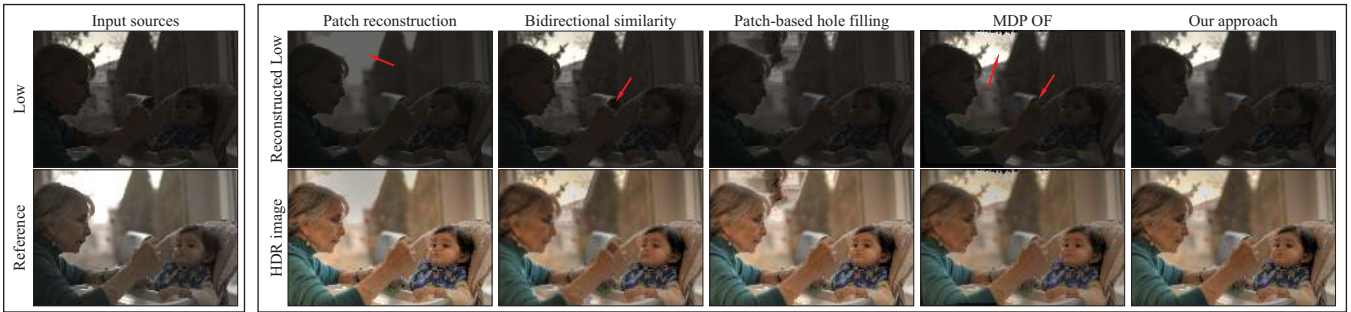 Input sources
Patch reconstruction
Bidirectional similarity
Patch-based hole filling
MDP OF
Our approach
Low
Reconstructed Low
Reference
HDR image